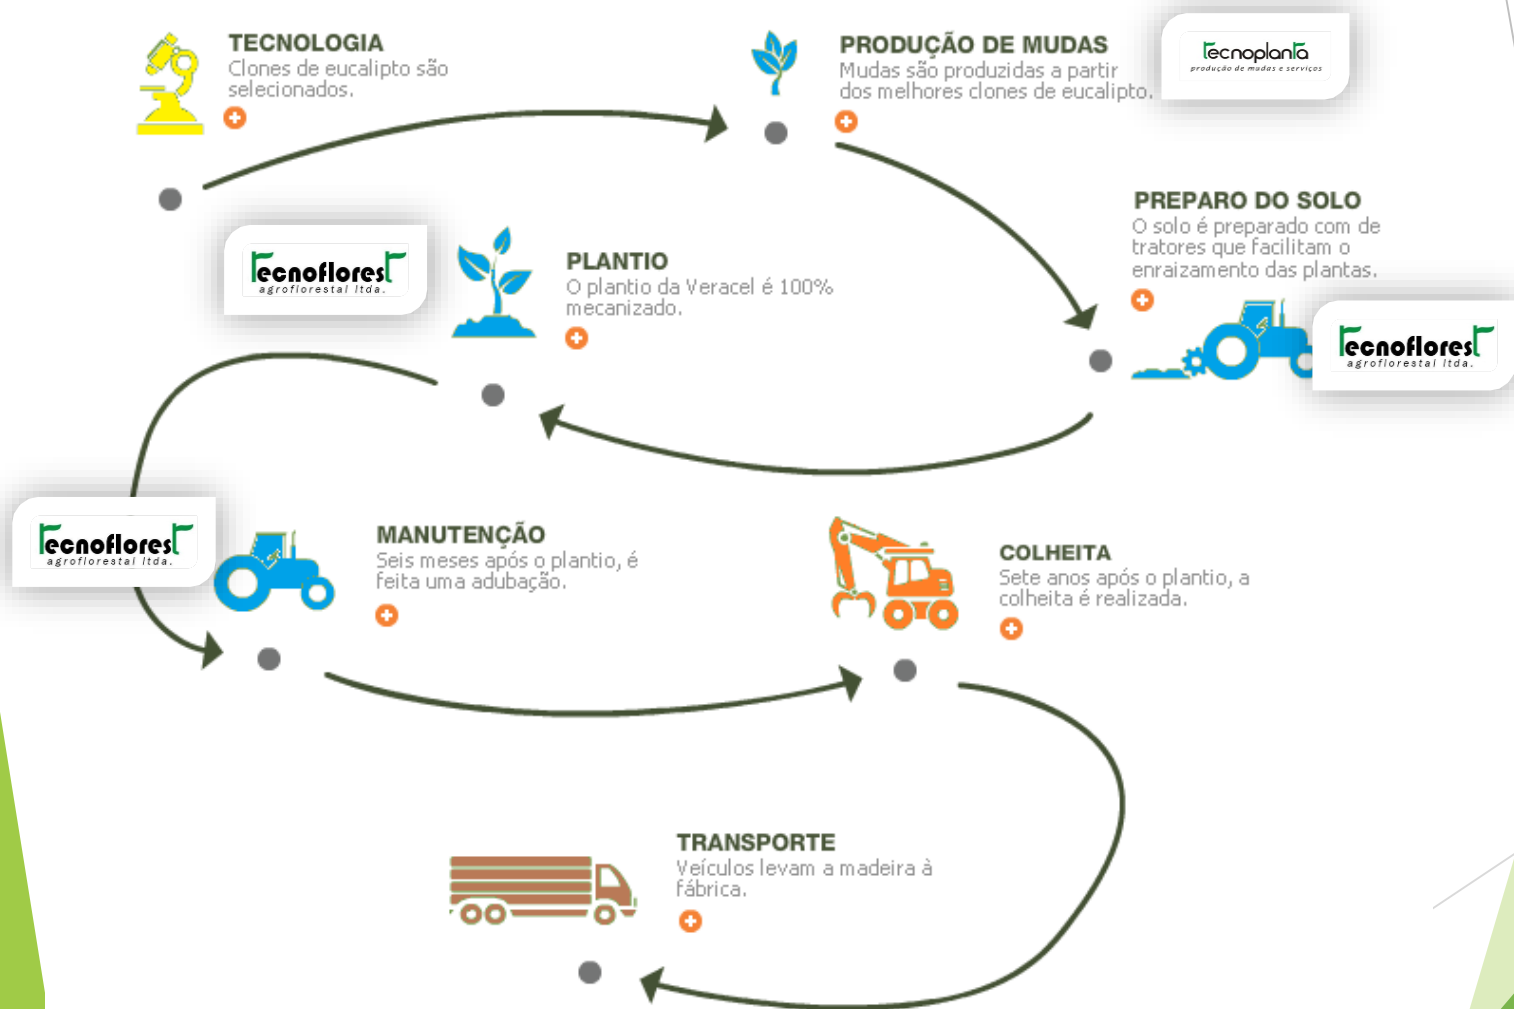 TECNOLOGIA
Clones de eucalipto são
selecionados.
PRODUÇÃO DE MUDAS
Mudas são produzidas a partir
dos melhores clones de eucalipto.
Tecnoplanta
produção de mudas e serviços
PREPARO DO SOLO
O solo é preparado com de
tratores que facilitam o
enraizamento das plantas.
Tecnoflorest
agroflorestal ltda.
PLANTIO
O plantio da Veracel é 100%
mecanizado.
Tecnoflorest
agroflorestal ltda.
Tecnoflorest
agroflorestal ltda.
MANUTENÇÃO
Seis meses após o plantio, é
feita uma adubação.
COLHEITA
Sete anos após o plantio, a
colheita é realizada.
TRANSPORTE
Veículos levam a madeira à
fábrica.